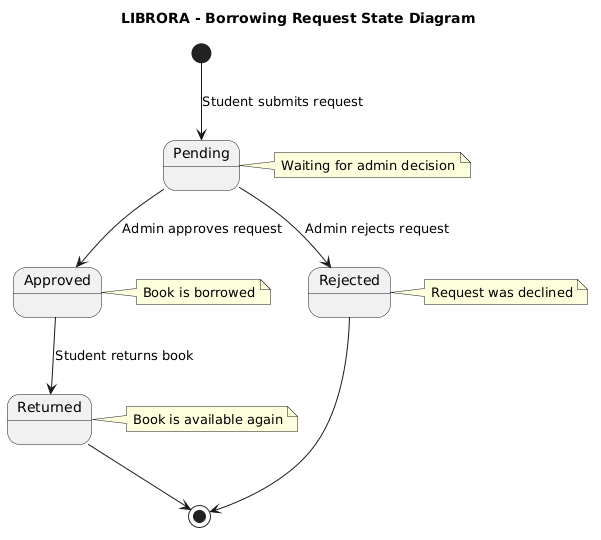 LIBRORA - Borrowing Request State Diagram
Student submits request
Pending
Waiting for admin decision
Admin approves request
Admin rejects request
Approved
Book is borrowed
Rejected
Request was declined
Student returns book
Returned
Book is available again